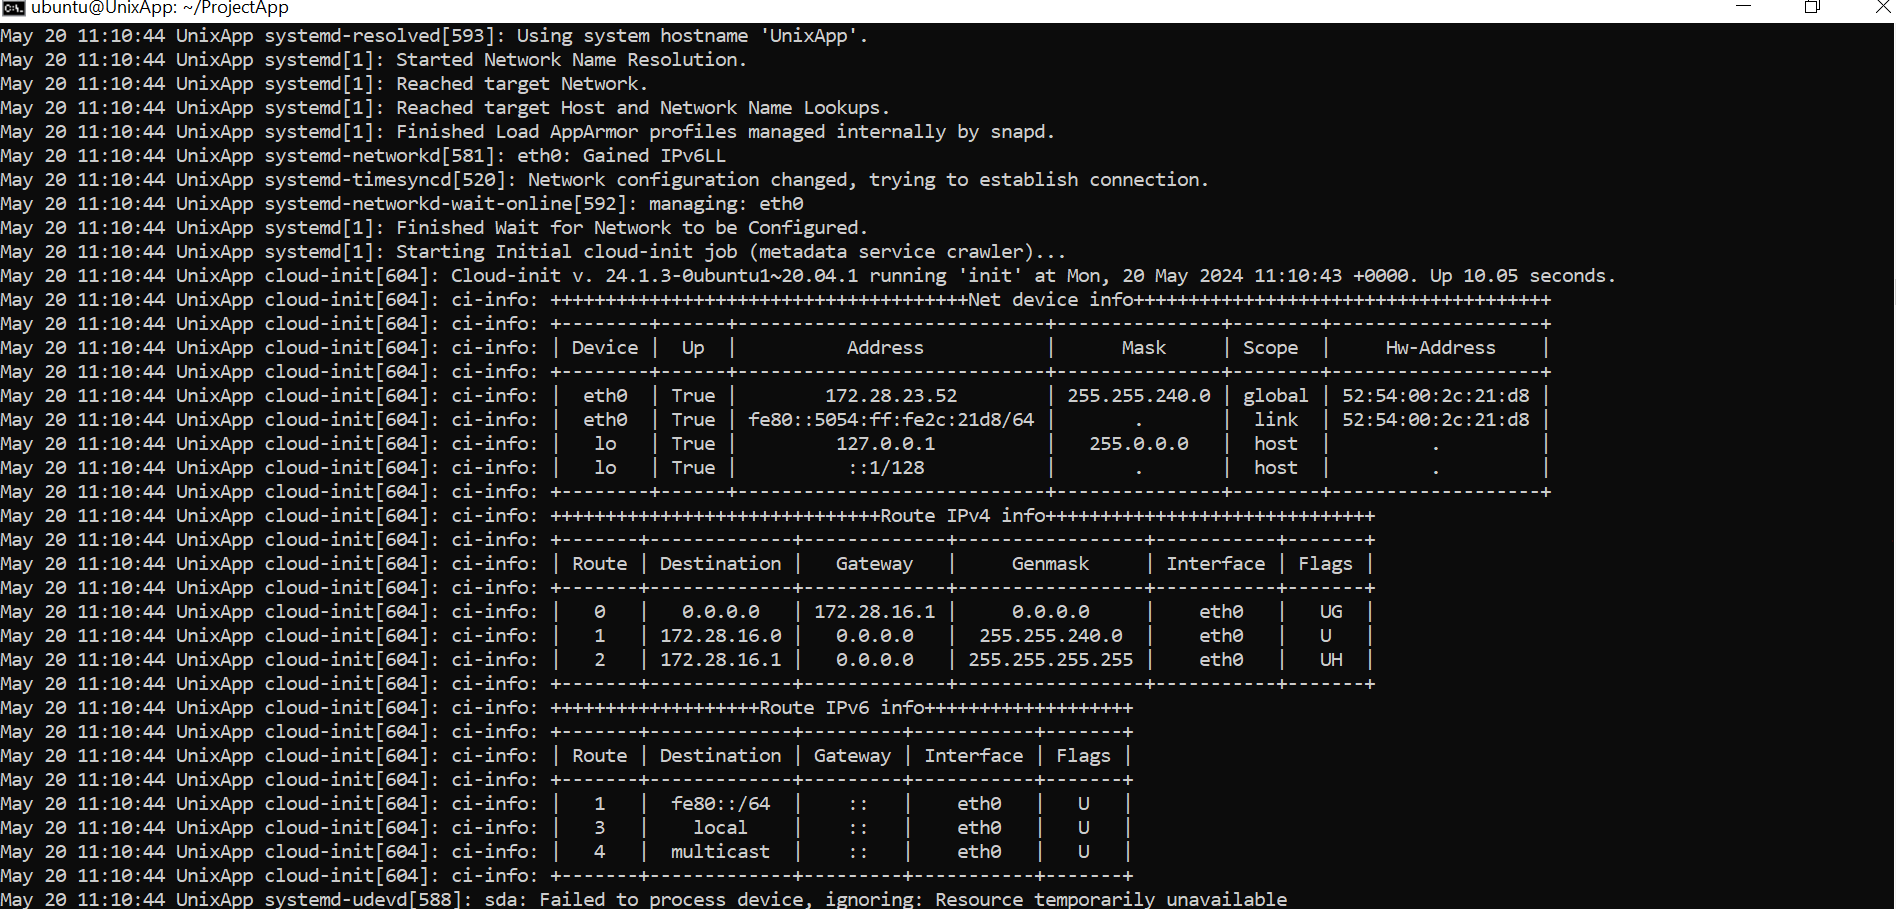 ubuntu@UnixApp: ~/ProjectApp
May 20 11:10:44 UnixApp systemd-resolved[593]: Using system hostname 'UnixApp'.
May 20 11:10:44 UnixApp systemd[1]: Started Network Name Resolution.
May 20 11:10:44 UnixApp systemd[1]: Reached target Network.
May 20 11:10:44 UnixApp systemd[1]: Reached target Host and Network Name Lookups.
May 20 11:10:44 UnixApp systemd[1]: Finished Load AppArmor profiles managed internally by snapd.
May 20 11:10:44 UnixApp systemd-networkd[581]: eth0: Gained IPv6LL
May 20 11:10:44 UnixApp systemd-timesyncd[520]: Network configuration changed, trying to establish connection.
May 20 11:10:44 UnixApp systemd-networkd-wait-online[592]: managing: eth0
May 20 11:10:44 UnixApp systemd[1]: Finished Wait for Network to be Configured.
May 20 11:10:44 UnixApp systemd[1]: Starting Initial cloud-init job (metadata service crawler)...
May 20 11:10:44 UnixApp cloud-init[604]: Cloud-init v. 24.1.3-0ubuntu1~20.04.1 running 'init' at Mon, 20 May 2024 11:10:43 +0000. Up 10.05 seconds.
May 20 11:10:44 UnixApp cloud-init[604]: ci-info: ++++++++++++++++++++++++++++++++++++++Net device info++++++++++++++++++++++++++++++++++++++
May 20 11:10:44 UnixApp cloud-init[604]: ci-info: +--------+------+----------------------------+---------------+--------+-------------------+
May 20 11:10:44 UnixApp cloud-init[604]: ci-info: | Device |  Up  |          Address           |      Mask     | Scope  |     Hw-Address    |
May 20 11:10:44 UnixApp cloud-init[604]: ci-info: +--------+------+----------------------------+---------------+--------+-------------------+
May 20 11:10:44 UnixApp cloud-init[604]: ci-info: |  eth0  | True |        172.28.23.52        | 255.255.240.0 | global | 52:54:00:2c:21:d8 |
May 20 11:10:44 UnixApp cloud-init[604]: ci-info: |  eth0  | True | fe80::5054:ff:fe2c:21d8/64 |       .       |  link  | 52:54:00:2c:21:d8 |
May 20 11:10:44 UnixApp cloud-init[604]: ci-info: |   lo   | True |         127.0.0.1          |   255.0.0.0   |  host  |         .         |
May 20 11:10:44 UnixApp cloud-init[604]: ci-info: |   lo   | True |          ::1/128           |       .       |  host  |         .         |
May 20 11:10:44 UnixApp cloud-init[604]: ci-info: +--------+------+----------------------------+---------------+--------+-------------------+
May 20 11:10:44 UnixApp cloud-init[604]: ci-info: ++++++++++++++++++++++++++++++Route IPv4 info++++++++++++++++++++++++++++++
May 20 11:10:44 UnixApp cloud-init[604]: ci-info: +-------+-------------+-------------+-----------------+-----------+-------+
May 20 11:10:44 UnixApp cloud-init[604]: ci-info: | Route | Destination |   Gateway   |     Genmask     | Interface | Flags |
May 20 11:10:44 UnixApp cloud-init[604]: ci-info: +-------+-------------+-------------+-----------------+-----------+-------+
May 20 11:10:44 UnixApp cloud-init[604]: ci-info: |   0   |   0.0.0.0   | 172.28.16.1 |     0.0.0.0     |    eth0   |   UG  |
May 20 11:10:44 UnixApp cloud-init[604]: ci-info: |   1   | 172.28.16.0 |   0.0.0.0   |  255.255.240.0  |    eth0   |   U   |
May 20 11:10:44 UnixApp cloud-init[604]: ci-info: |   2   | 172.28.16.1 |   0.0.0.0   | 255.255.255.255 |    eth0   |   UH  |
May 20 11:10:44 UnixApp cloud-init[604]: ci-info: +-------+-------------+-------------+-----------------+-----------+-------+
May 20 11:10:44 UnixApp cloud-init[604]: ci-info: +++++++++++++++++++Route IPv6 info+++++++++++++++++++
May 20 11:10:44 UnixApp cloud-init[604]: ci-info: +-------+-------------+---------+-----------+-------+
May 20 11:10:44 UnixApp cloud-init[604]: ci-info: | Route | Destination | Gateway | Interface | Flags |
May 20 11:10:44 UnixApp cloud-init[604]: ci-info: +-------+-------------+---------+-----------+-------+
May 20 11:10:44 UnixApp cloud-init[604]: ci-info: |   1   |  fe80::/64  |    ::   |    eth0   |   U   |
May 20 11:10:44 UnixApp cloud-init[604]: ci-info: |   3   |    local    |    ::   |    eth0   |   U   |
May 20 11:10:44 UnixApp cloud-init[604]: ci-info: |   4   |  multicast  |    ::   |    eth0   |   U   |
May 20 11:10:44 UnixApp cloud-init[604]: ci-info: +-------+-------------+---------+-----------+-------+
May 20 11:10:44 UnixApp systemd-udevd[588]: sda: Failed to process device, ignoring: Resource temporarily unavailable